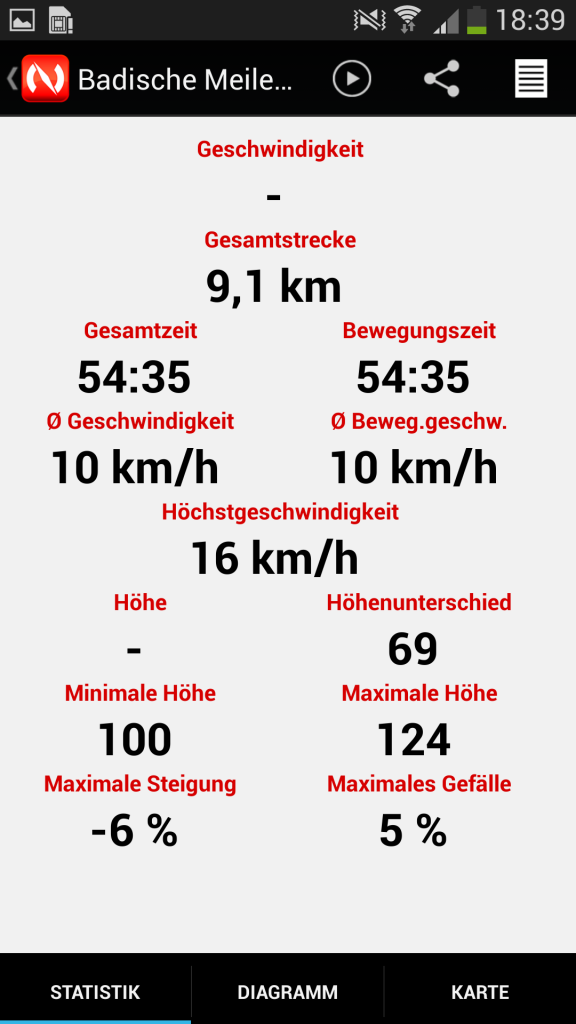 18:39
Badische Meile...
Geschwindigkeit
-
Gesamtstrecke
9,1 km
Gesamtzeit Bewegungszeit
54:35 54:35
Ø Geschwindigkeit Ø Beweg.geschw.
10 km/h 10 km/h
Höchstgeschwindigkeit
16 km/h
Höhe Höhenunterschied
- 69
Minimale Höhe Maximale Höhe
100 124
Maximale Steigung Maximales Gefälle
-6 % 5 %
STATISTIK DIAGRAMM KARTE